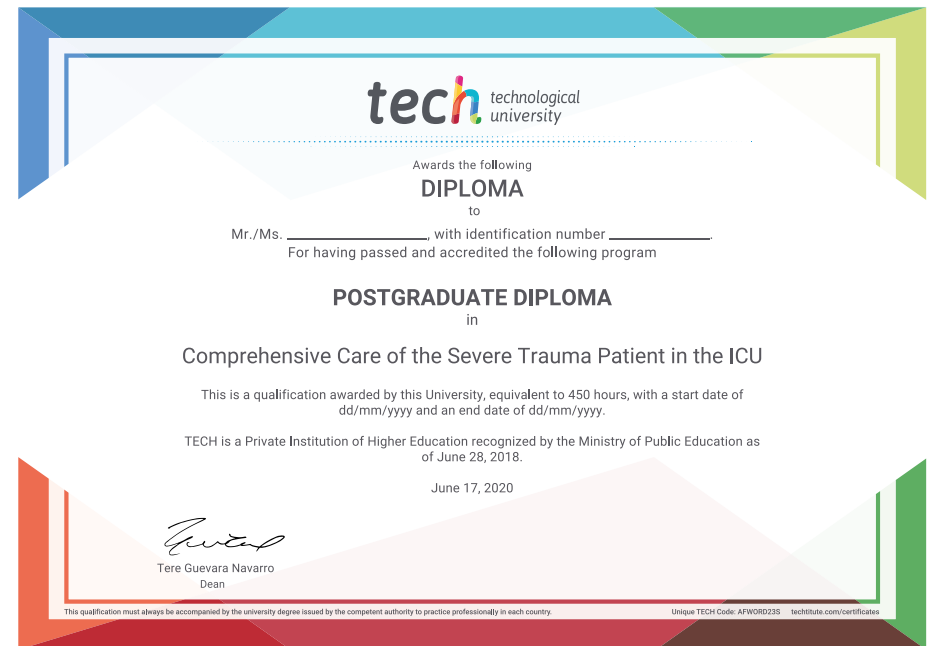 tech technological
university
Awards the following
DIPLOMA
to
Mr./Ms. ____________________, with identification number ______________.
For having passed and accredited the following program
POSTGRADUATE DIPLOMA
in
Comprehensive Care of the Severe Trauma Patient in the ICU
This is a qualification awarded by this University, equivalent to 450 hours, with a start date of
dd/mm/yyyy and an end date of dd/mm/yyyy.
TECH is a Private Institution of Higher Education recognized by the Ministry of Public Education as
of June 28, 2018.
June 17, 2020
Tere Guevara Navarro
Dean
This qualification must always be accompanied by the university degree issued by the competent authority to practice professionally in each country.
Unique TECH Code: AFWORD23S techtitute.com/certificates